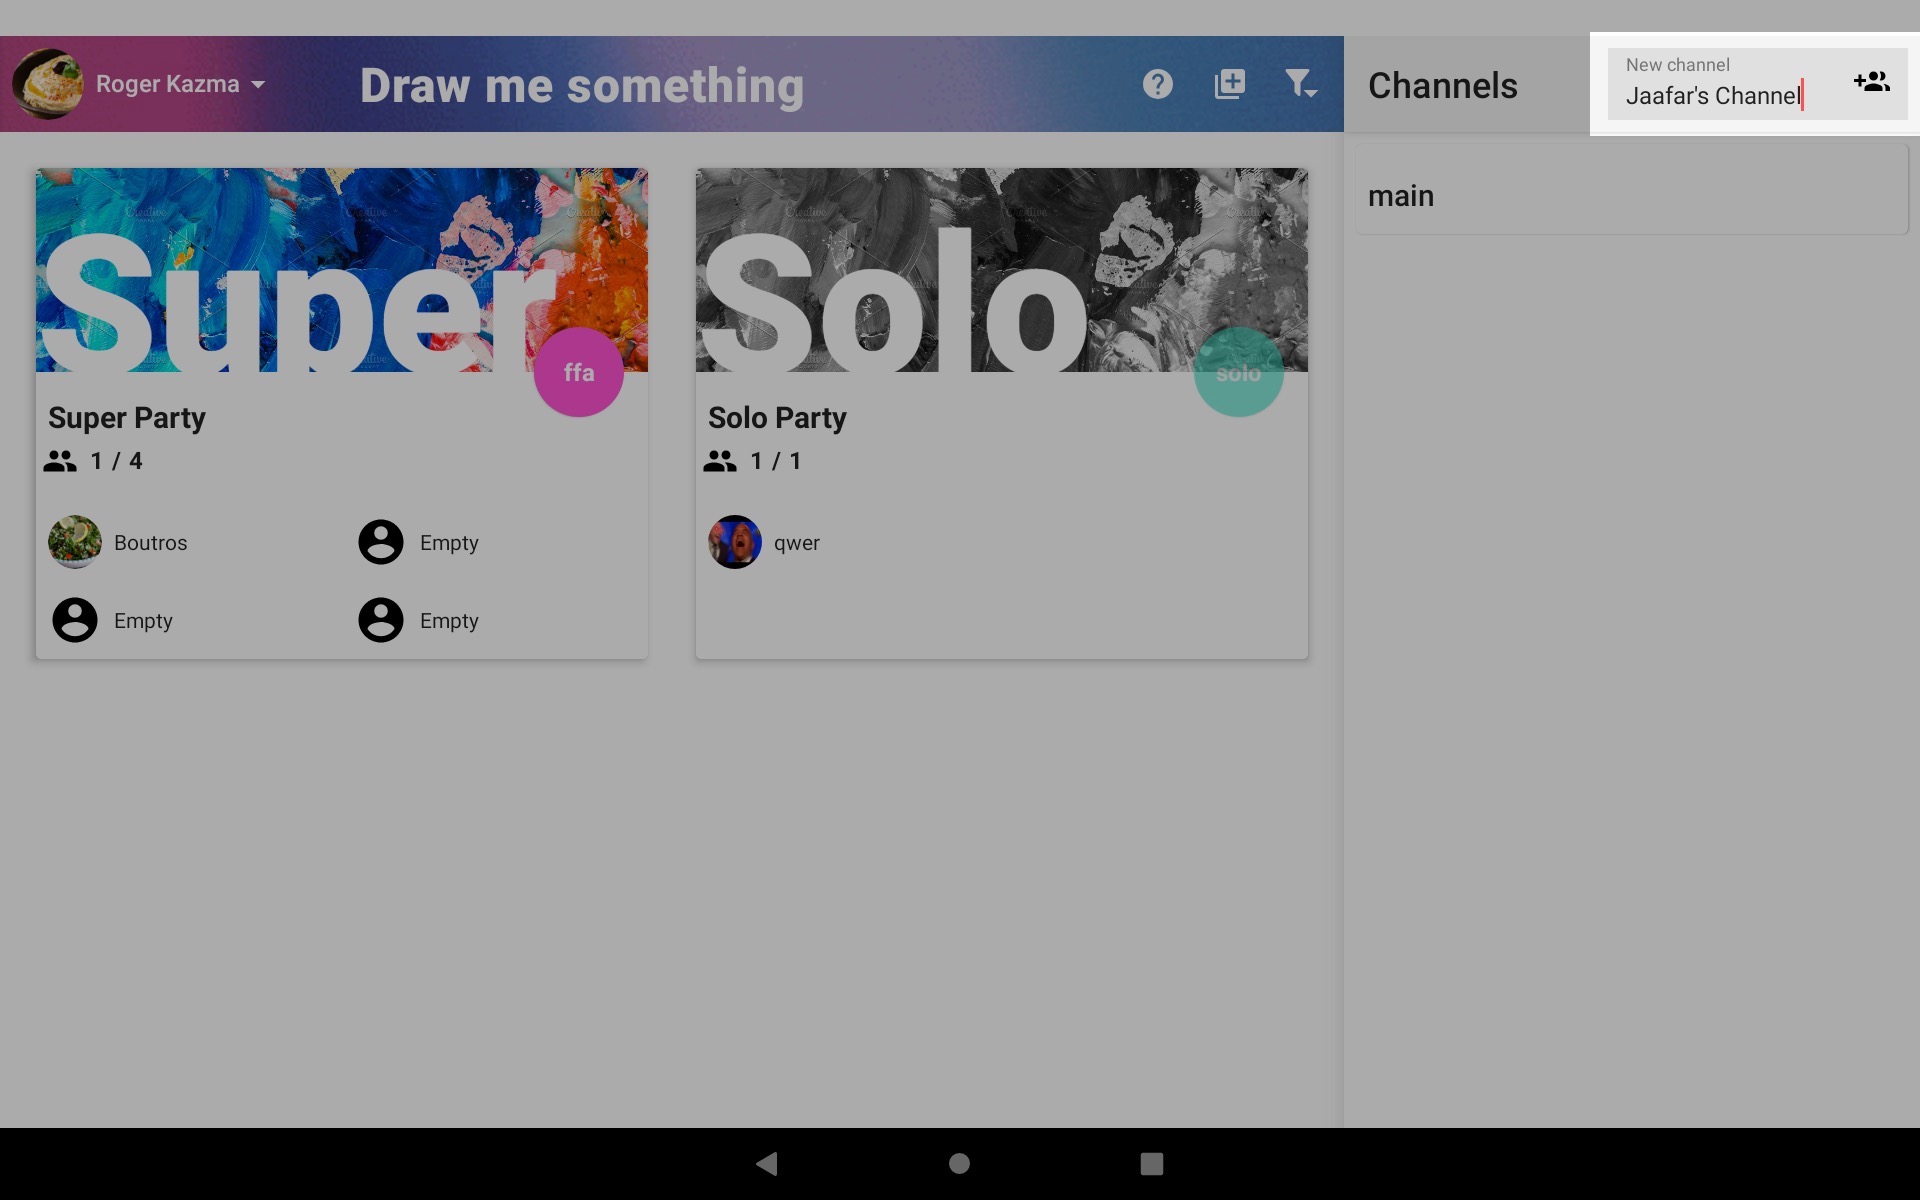 Roger Kazma
Draw me something
Channels
New channel
Jaafar's Channel
main
Super
ffa
Super Party
1 / 4
Boutros
Empty
Empty
Empty
Solo
solo
Solo Party
1 / 1
qwer